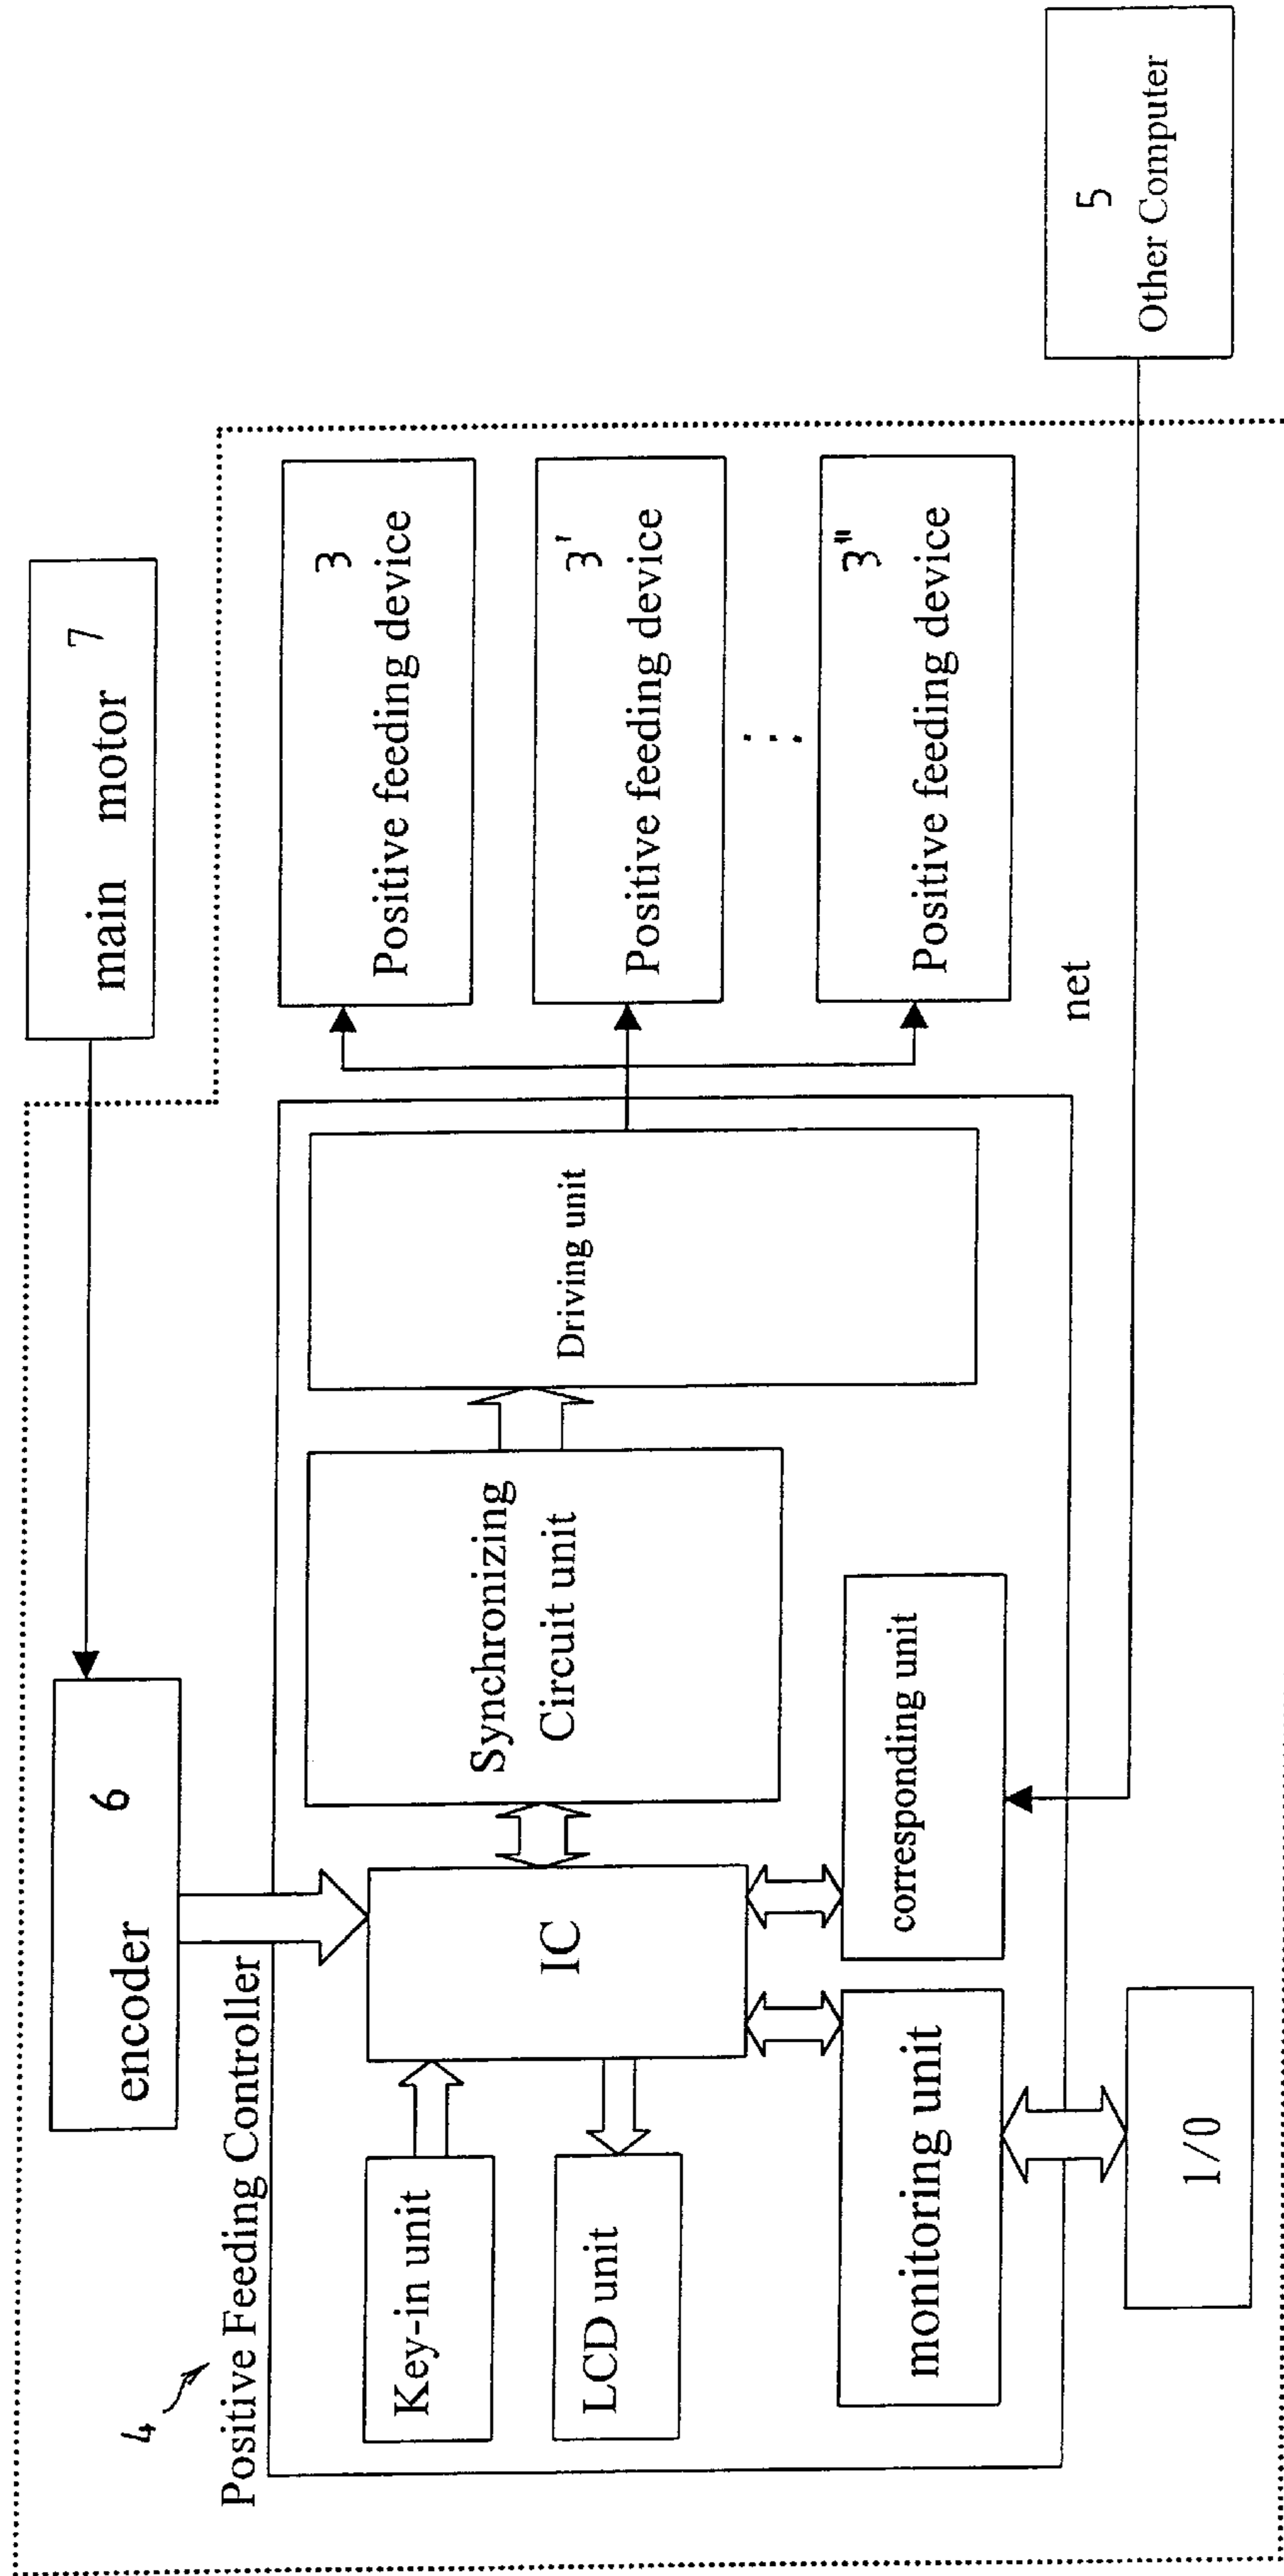 main motor 7
encoder 6
4
Positive Feeding Controller
Key-in unit
LCD unit
IC
Synchronizing
Circuit unit
Driving unit
3
Positive feeding device
3'
Positive feeding device
⋮
3"
Positive feeding device
monitoring unit
corresponding unit
net
1/0
5
Other Computer